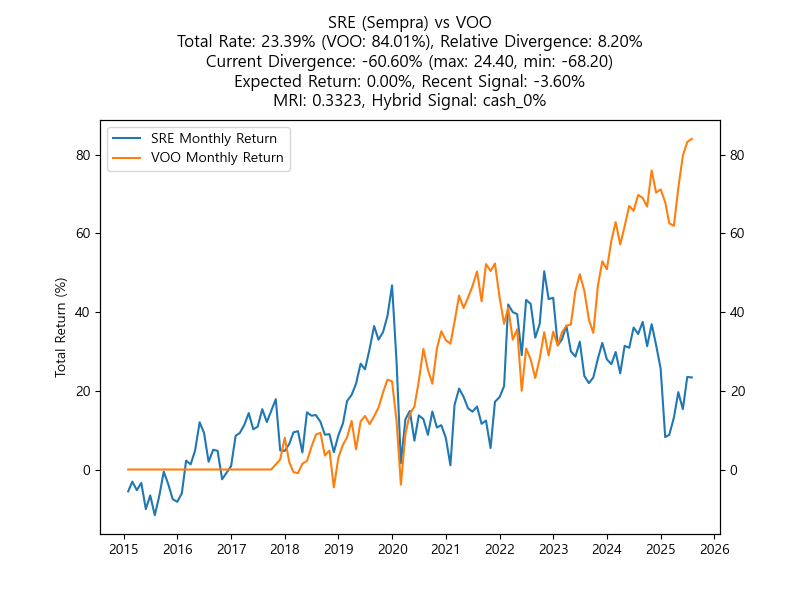 SRE (Sempra) vs VOO
Total Rate: 23.39% (VOO: 84.01%), Relative Divergence: 8.20%
Current Divergence: -60.60% (max: 24.40, min: -68.20)
Expected Return: 0.00%, Recent Signal: -3.60%
MRI: 0.3323, Hybrid Signal: cash_0%
SRE Monthly Return
VOO Monthly Return
80
60
40
20
0
Total Return (%)
80
60
40
20
0
2015 2016 2017 2018 2019 2020 2021 2022 2023 2024 2025 2026